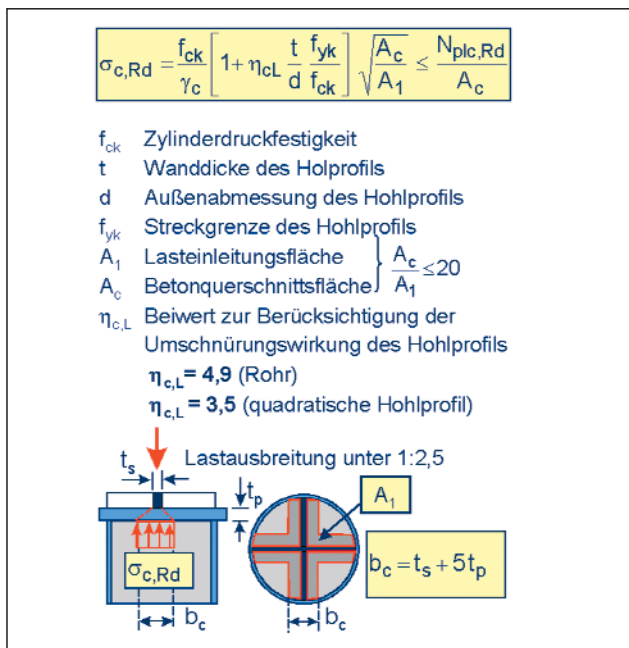 σc,Rd = fck/γc [1 + ηcL t/d fyk/fck] √(Ac/A1) ≤ Nplc,Rd/Ac
fck Zylinderdruckfestigkeit
t Wanddicke des Holprofils
d Außenabmessung des Hohlprofils
fyk Streckgrenze des Hohlprofils
A1 Lasteinleitungsfläche
Ac Betonquerschnittsfläche
Ac/A1 ≤ 20
ηc,L Beiwert zur Berücksichtigung der
Umschnürungswirkung des Hohlprofils
ηc,L = 4,9 (Rohr)
ηc,L = 3,5 (quadratische Hohlprofil)
ts Lastausbreitung unter 1:2,5
tp
A1
σc,Rd
bc = ts + 5tp
bc
bc